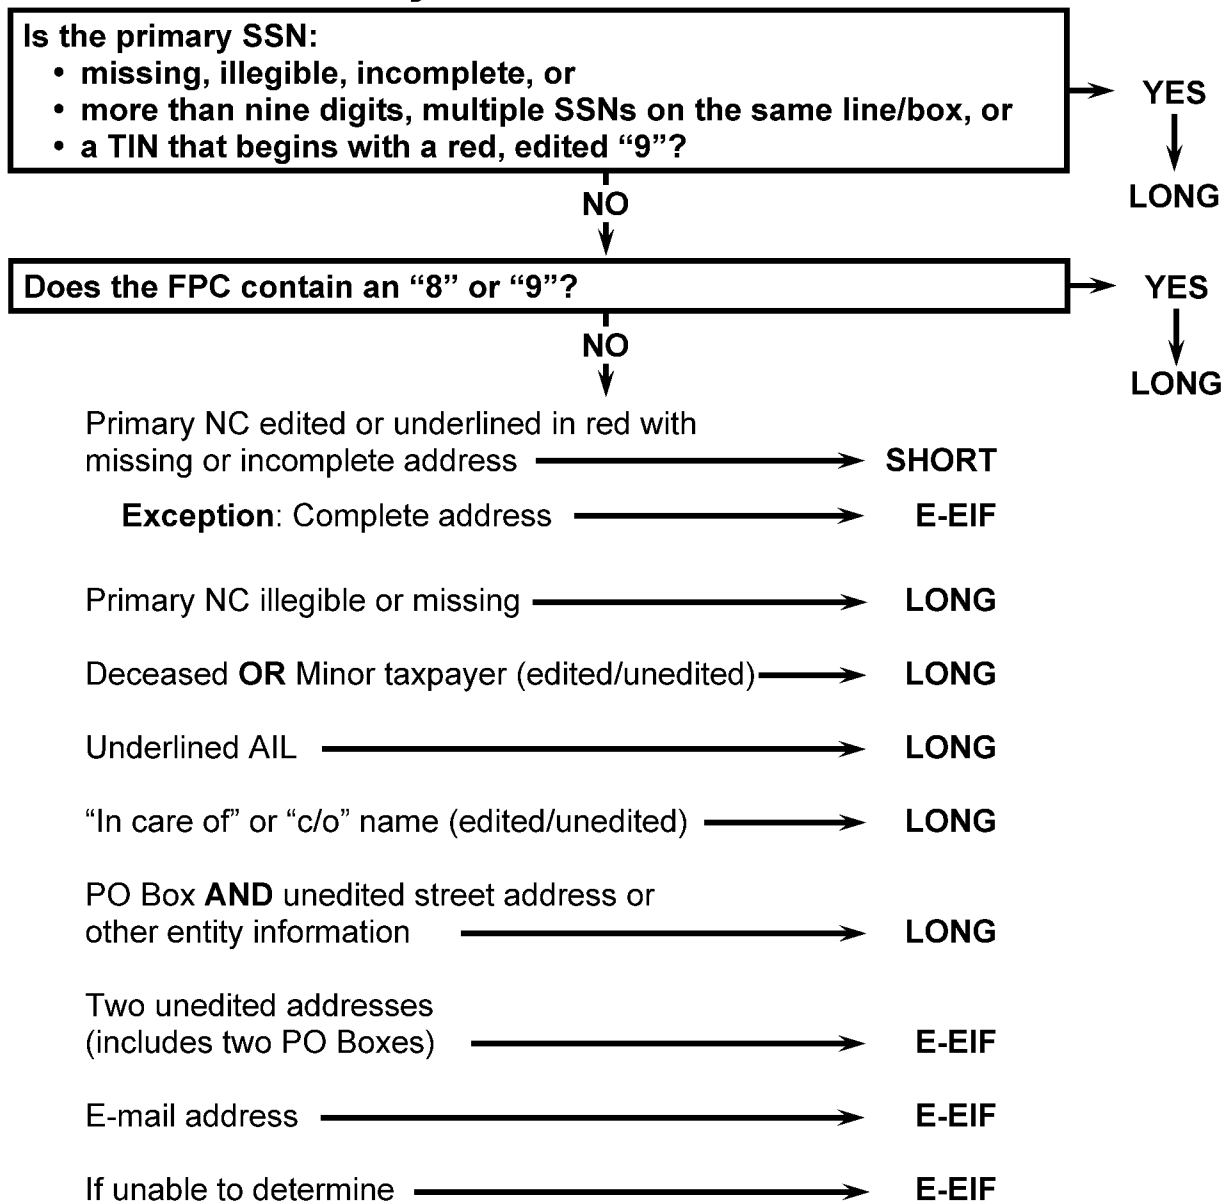 Is the primary SSN:
• missing, illegible, incomplete, or
• more than nine digits, multiple SSNs on the same line/box, or
• a TIN that begins with a red, edited “9”?
YES
LONG
NO
Does the FPC contain an “8” or “9”?
YES
LONG
NO
Primary NC edited or underlined in red with
missing or incomplete address SHORT
Exception: Complete address E-EIF
Primary NC illegible or missing LONG
Deceased OR Minor taxpayer (edited/unedited) LONG
Underlined AIL LONG
“In care of” or “c/o” name (edited/unedited) LONG
PO Box AND unedited street address or
other entity information LONG
Two unedited addresses
(includes two PO Boxes) E-EIF
E-mail address E-EIF
If unable to determine E-EIF